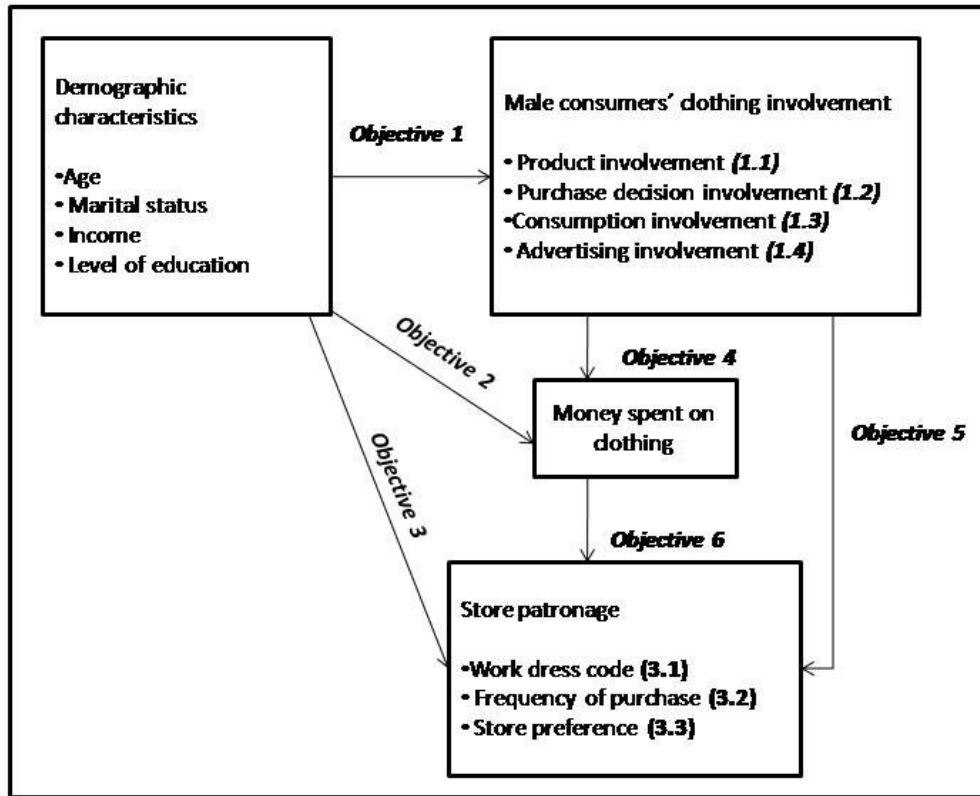 Demographic
characteristics
•Age
• Marital status
• Income
• Level of education
Objective 1
Male consumers´ clothing involvement
• Product involvement (1.1)
• Purchase decision involvement (1.2)
•Consumption involvement (1.3)
• Advertising involvement (1.4)
Objective 2
Objective 4
Money spent on
clothing
Objective 5
Objective 3
Objective 6
Store patronage
•Work dress code (3.1)
• Frequency of purchase (3.2)
• Store preference (3.3)